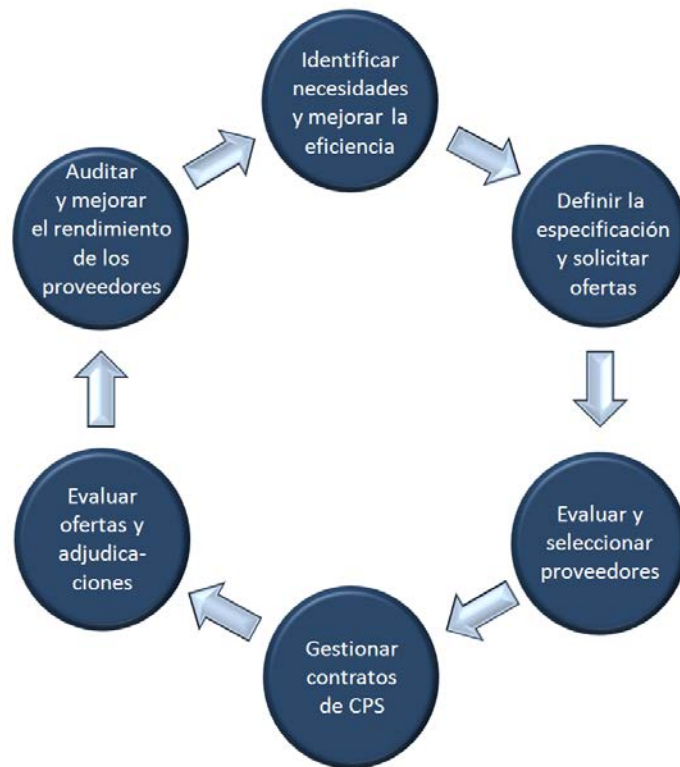 Identificar
necesidades
y mejorar la
eficiencia
Definir la
especificación
y solicitar
ofertas
Evaluar y
seleccionar
proveedores
Gestionar
contratos
de CPS
Evaluar
ofertas y
adjudica-
ciones
Auditar
y mejorar
el rendimiento
de los
proveedores